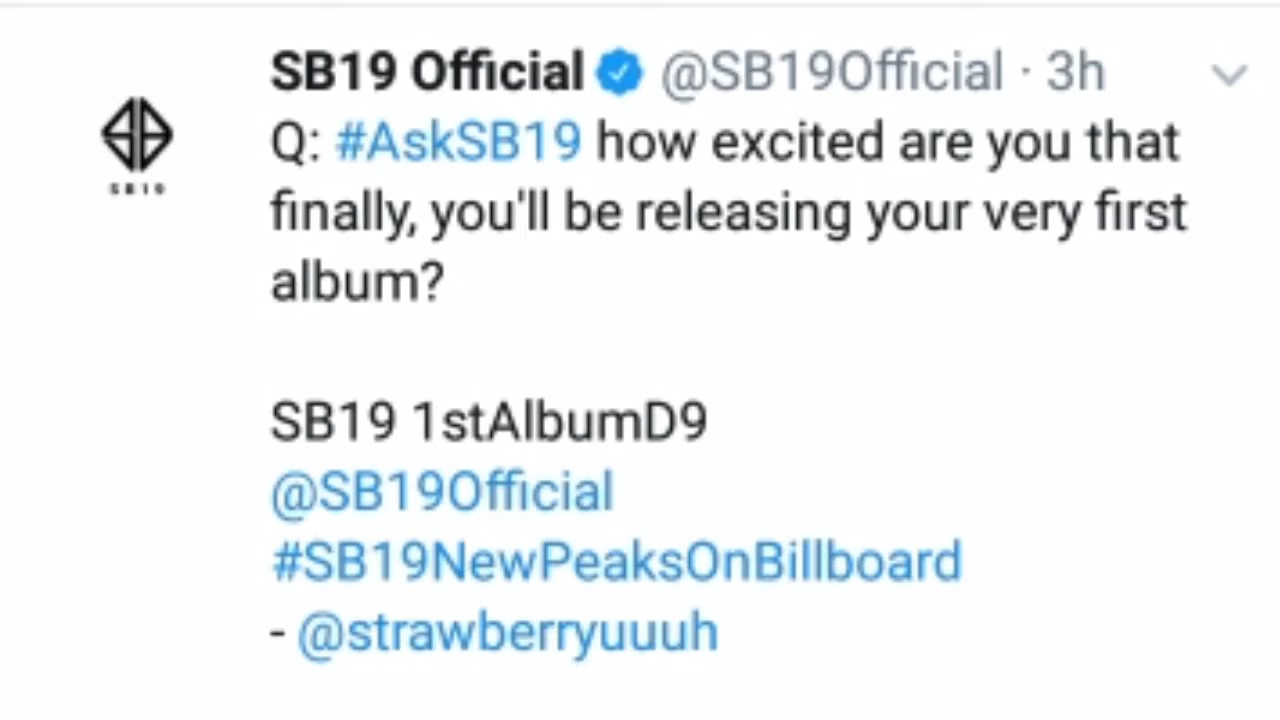 SB19 Official @SB19Official · 3h
SB19
Q: #AskSB19 how excited are you that
finally, you'll be releasing your very first
album?
SB19 1stAlbumD9
@SB19Official
#SB19NewPeaksOnBillboard
- @strawberryuuuh